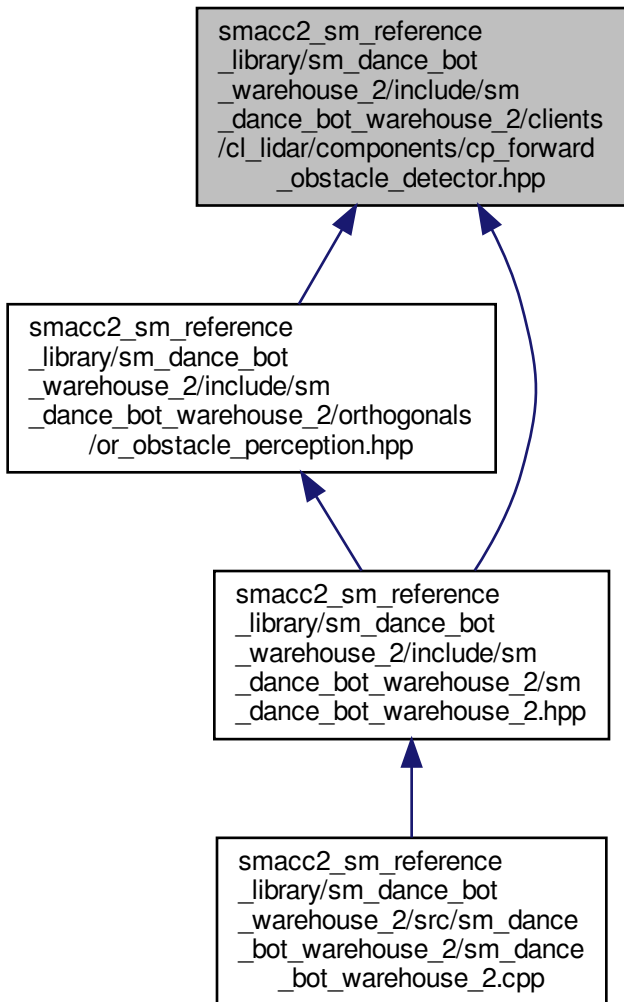 smacc2_sm_reference
_library/sm_dance_bot
_warehouse_2/include/sm
_dance_bot_warehouse_2/clients
/cl_lidar/components/cp_forward
_obstacle_detector.hpp
smacc2_sm_reference
_library/sm_dance_bot
_warehouse_2/include/sm
_dance_bot_warehouse_2/orthogonals
/or_obstacle_perception.hpp
smacc2_sm_reference
_library/sm_dance_bot
_warehouse_2/include/sm
_dance_bot_warehouse_2/sm
_dance_bot_warehouse_2.hpp
smacc2_sm_reference
_library/sm_dance_bot
_warehouse_2/src/sm_dance
_bot_warehouse_2/sm_dance
_bot_warehouse_2.cpp